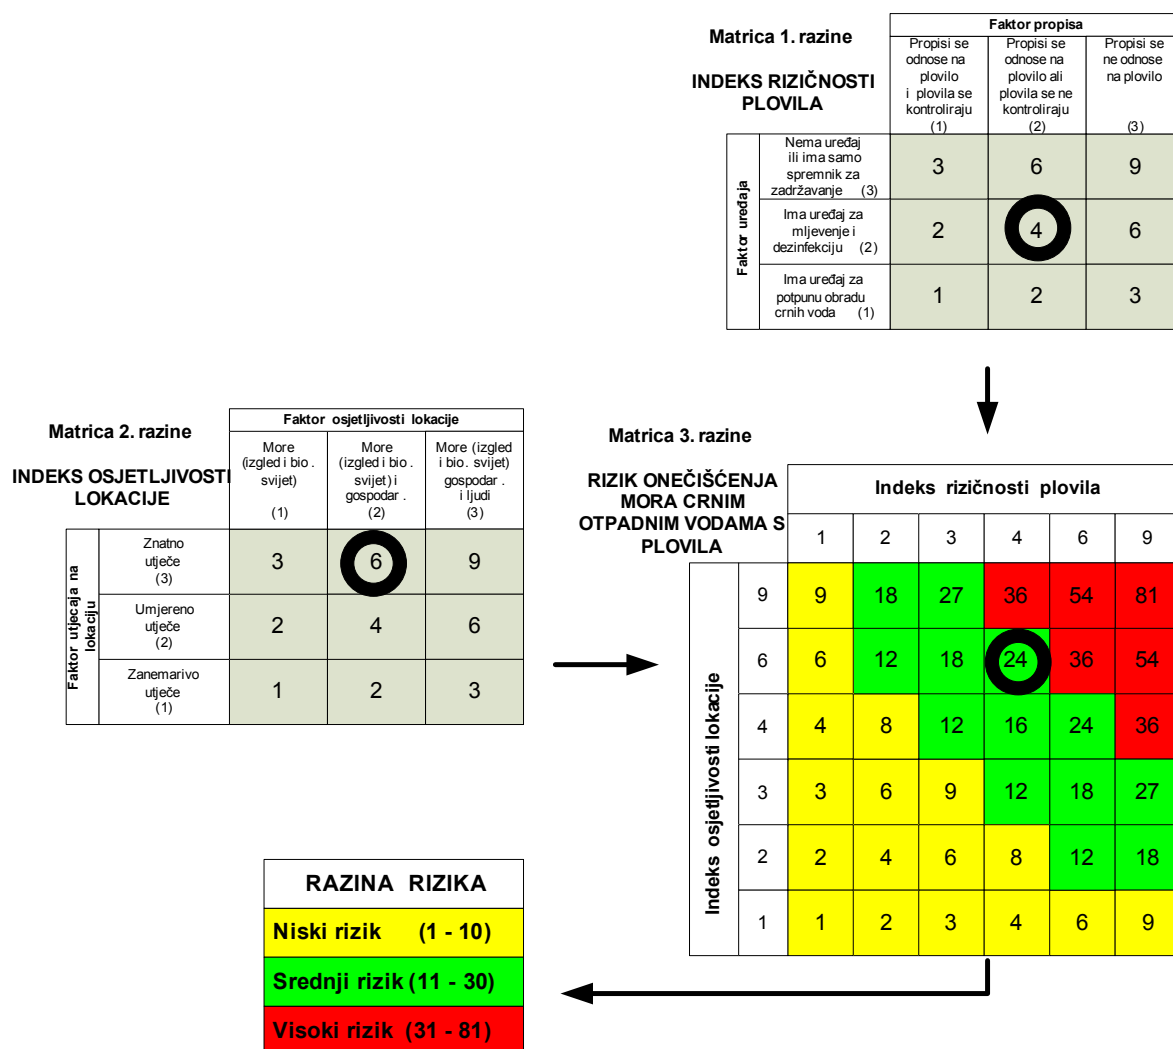 Matrica 1. razine
INDEKS RIZIČNOSTI
PLOVILA
Faktor propisa
Propisi se
odnose na
plovilo
i plovila se
kontroliraju
(1)
Propisi se
odnose na
plovilo ali
plovila se ne
kontroliraju
(2)
Propisi se
ne odnose
na plovilo
(3)
Faktor uređaja
Nema uređaj
ili ima samo
spremnik za
zadržavanje (3)
3 6 9
Ima uređaj za
mljevenje i
dezinfekciju (2)
2 4 6
Ima uređaj za
potpunu obradu
crnih voda (1)
1 2 3
Matrica 2. razine
INDEKS OSJETLJIVOSTI
LOKACIJE
Faktor osjetljivosti lokacije
More
(izgled i bio.
svijet)
(1)
More
(izgled i bio.
svijet) i
gospodar.
(2)
More (izgled
i bio. svijet)
gospodar.
i ljudi
(3)
Faktor utjecaja na
lokaciju
Znatno
utječe
(3)
3 6 9
Umjereno
utječe
(2)
2 4 6
Zanemarivo
utječe
(1)
1 2 3
Matrica 3. razine
RIZIK ONEČIŠĆENJA
MORA CRNIM
OTPADNIM VODAMA S
PLOVILA
Indeks rizičnosti plovila
1 2 3 4 6 9
Indeks osjetljivosti lokacije
9 9 18 27 36 54 81
6 6 12 18 24 36 54
4 4 8 12 16 24 36
3 3 6 9 12 18 27
2 2 4 6 8 12 18
1 1 2 3 4 6 9
RAZINA RIZIKA
Niski rizik (1 - 10)
Srednji rizik (11 - 30)
Visoki rizik (31 - 81)